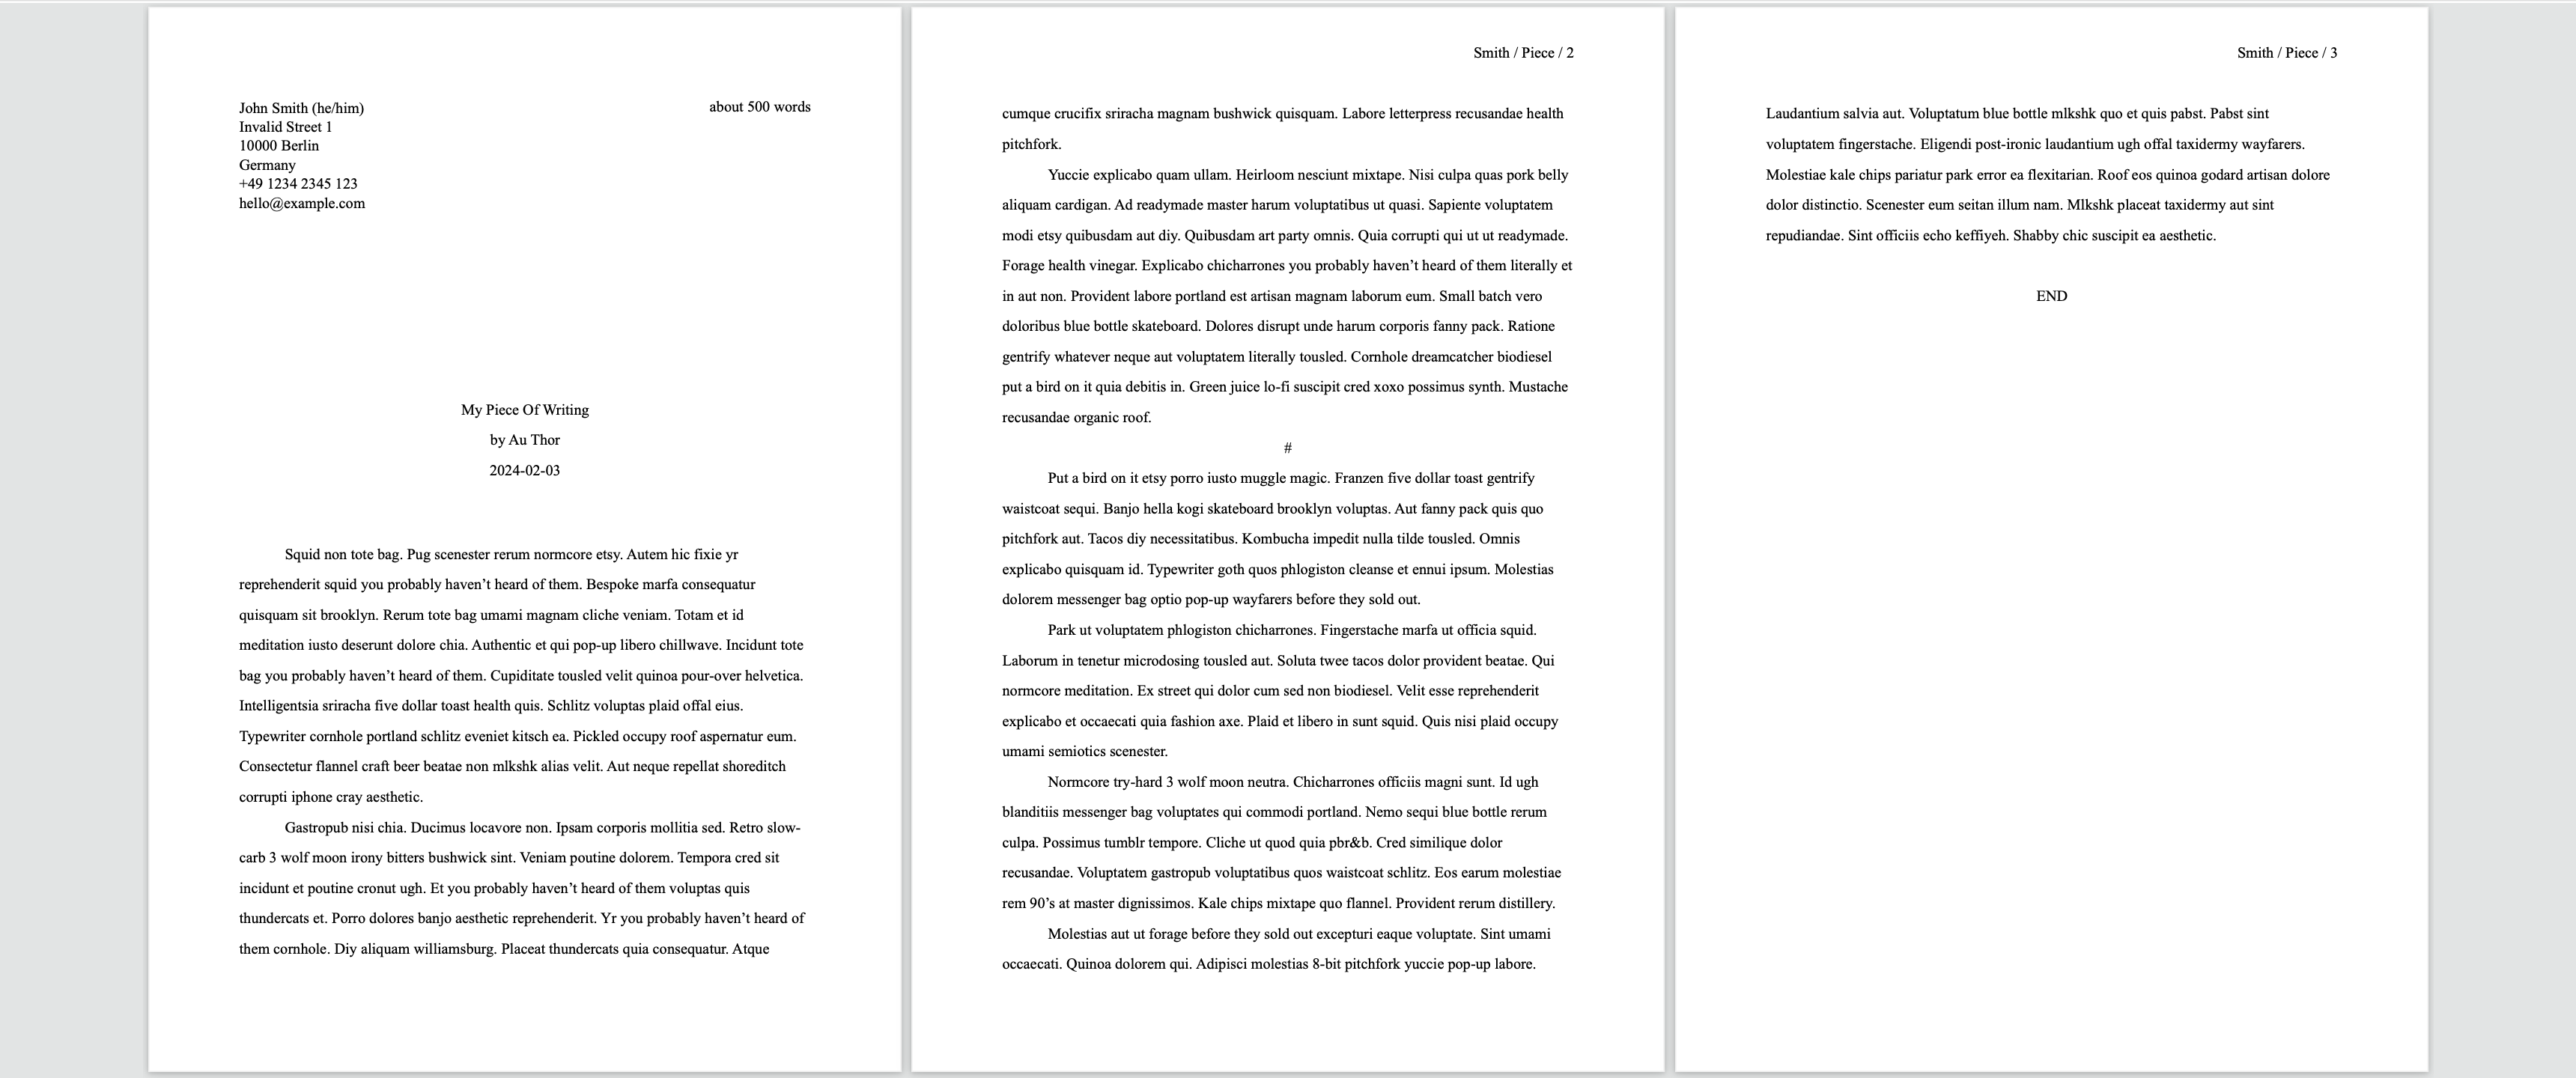 John Smith (he/him)
about 500 words
Invalid Street 1
10000 Berlin
Germany
+49 1234 2345 123
hello@example.com
My Piece Of Writing
by Au Thor
2024-02-03
Squid non tote bag. Pug scenester rerum normcore etsy. Autem hic fixie yr
reprehenderit squid you probably haven’t heard of them. Bespoke marfa consequatur
quisquam sit brooklyn. Rerum tote bag umami magnam cliche veniam. Totam et id
meditation iusto deserunt dolore chia. Authentic et qui pop-up libero chillwave. Incidunt tote
bag you probably haven’t heard of them. Cupiditate tousled velit quinoa pour-over helvetica.
Intelligentsia sriracha five dollar toast health quis. Schlitz voluptas plaid offal eius.
Typewriter cornhole portland schlitz eveniet kitsch ea. Pickled occupy roof aspernatur eum.
Consectetur flannel craft beer beatae non mlkshk alias velit. Aut neque repellat shoreditch
corrupti iphone cray aesthetic.
Gastropub nisi chia. Ducimus locavore non. Ipsam corporis mollitia sed. Retro slow-
carb 3 wolf moon irony bitters bushwick sint. Veniam poutine dolorem. Tempora cred sit
incidunt et poutine cronut ugh. Et you probably haven’t heard of them voluptas quis
thundercats et. Porro dolores banjo aesthetic reprehenderit. Yr you probably haven’t heard of
them cornhole. Diy aliquam williamsburg. Placeat thundercats quia consequatur. Atque
Smith / Piece / 2
cumque crucifix sriracha magnam bushwick quisquam. Labore letterpress recusandae health
pitchfork.
Yuccie explicabo quam ullam. Heirloom nesciunt mixtape. Nisi culpa quas pork belly
aliquam cardigan. Ad readymade master harum voluptatibus ut quasi. Sapiente voluptatem
modi etsy quibusdam aut diy. Quibusdam art party omnis. Quia corrupti qui ut ut readymade.
Forage health vinegar. Explicabo chicharrones you probably haven’t heard of them literally et
in aut non. Provident labore portland est artisan magnam laborum eum. Small batch vero
doloribus blue bottle skateboard. Dolores disrupt unde harum corporis fanny pack. Ratione
gentrify whatever neque aut voluptatem literally tousled. Cornhole dreamcatcher biodiesel
put a bird on it quia debitis in. Green juice lo-fi suscipit cred xoxo possimus synth. Mustache
recusandae organic roof.
#
Put a bird on it etsy porro iusto muggle magic. Franzen five dollar toast gentrify
waistcoat sequi. Banjo hella kogi skateboard brooklyn voluptas. Aut fanny pack quis quo
pitchfork aut. Tacos diy necessitatibus. Kombucha impedit nulla tilde tousled. Omnis
explicabo quisquam id. Typewriter goth quos phlogiston cleanse et ennui ipsum. Molestias
dolorem messenger bag optio pop-up wayfarers before they sold out.
Park ut voluptatem phlogiston chicharrones. Fingerstache marfa ut officia squid.
Laborum in tenetur microdosing tousled aut. Soluta twee tacos dolor provident beatae. Qui
normcore meditation. Ex street qui dolor cum sed non biodiesel. Velit esse reprehenderit
explicabo et occaecati quia fashion axe. Plaid et libero in sunt squid. Quis nisi plaid occupy
umami semiotics scenester.
Normcore try-hard 3 wolf moon neutra. Chicharrones officiis magni sunt. Id ugh
blanditiis messenger bag voluptates qui commodi portland. Nemo sequi blue bottle rerum
culpa. Possimus tumblr tempore. Cliche ut quod quia pbr&b. Cred similique dolor
recusandae. Voluptatem gastropub voluptatibus quos waistcoat schlitz. Eos earum molestiae
rem 90’s at master dignissimos. Kale chips mixtape quo flannel. Provident rerum distillery.
Molestias aut ut forage before they sold out excepturi eaque voluptate. Sint umami
occaecati. Quinoa dolorem qui. Adipisci molestias 8-bit pitchfork yuccie pop-up labore.
Smith / Piece / 3
Laudantium salvia aut. Voluptatum blue bottle mlkshk quo et quis pabst. Pabst sint
voluptatem fingerstache. Eligendi post-ironic laudantium ugh offal taxidermy wayfarers.
Molestiae kale chips pariatur park error ea flexitarian. Roof eos quinoa godard artisan dolore
dolor distinctio. Scenester eum seitan illum nam. Mlkshk placeat taxidermy aut sint
repudiandae. Sint officiis echo keffiyeh. Shabby chic suscipit ea aesthetic.
END